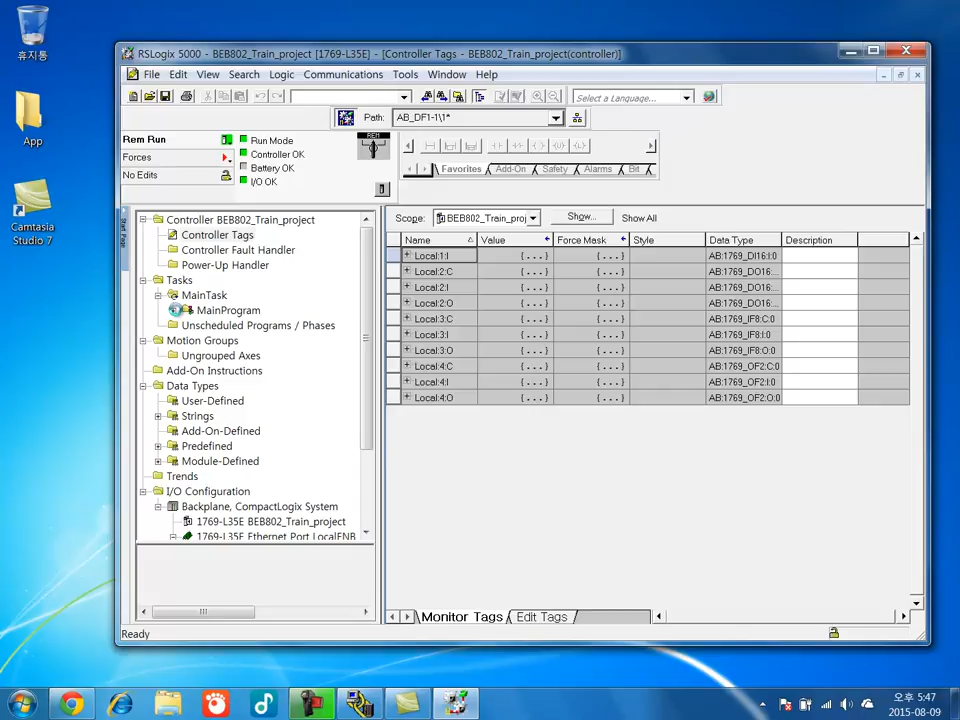 휴지통
App
Camtasia
Studio 7
RSLogix 5000 - BEB802_Train_project [1769-L35E] - [Controller Tags - BEB802_Train_project(controller)]
File Edit View Search Logic Communications Tools Window Help
Select a Language...
Path: AB_DF1-1\1*
Rem Run
Forces
No Edits
Run Mode
Controller OK
Battery OK
I/O OK
REM
Favorites Add-On Safety Alarms Bit
Start Page
Controller BEB802_Train_project
Controller Tags
Controller Fault Handler
Power-Up Handler
Tasks
MainTask
MainProgram
Unscheduled Programs / Phases
Motion Groups
Ungrouped Axes
Add-On Instructions
Data Types
User-Defined
Strings
Add-On-Defined
Predefined
Module-Defined
Trends
I/O Configuration
Backplane, CompactLogix System
1769-L35E BEB802_Train_project
1769-L35E Ethernet Port LocalENB
Scope: BEB802_Train_proj Show... Show All
Name Value Force Mask Style Data Type Description
Local:1:I {...} {...} AB:1769_DI16:I:0
Local:2:C {...} {...} AB:1769_DO16:...
Local:2:I {...} {...} AB:1769_DO16:...
Local:2:O {...} {...} AB:1769_DO16:...
Local:3:C {...} {...} AB:1769_IF8:C:0
Local:3:I {...} {...} AB:1769_IF8:I:0
Local:3:O {...} {...} AB:1769_IF8:O:0
Local:4:C {...} {...} AB:1769_OF2:C:0
Local:4:I {...} {...} AB:1769_OF2:I:0
Local:4:O {...} {...} AB:1769_OF2:O:0
Monitor Tags Edit Tags
Ready
오후 5:47
2015-08-09